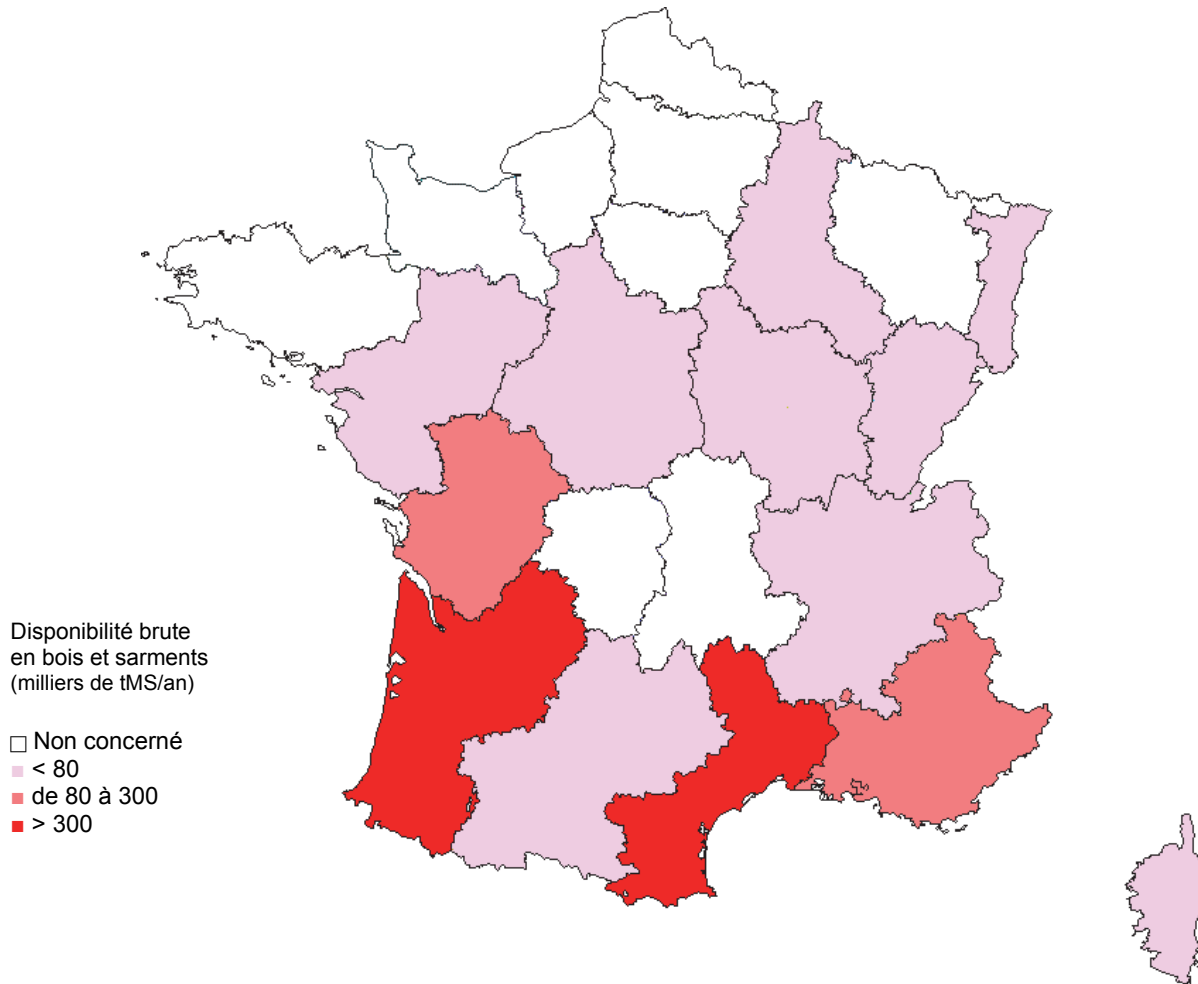 Disponibilité brute
en bois et sarments
(milliers de tMS/an)
Non concerné
< 80
de 80 à 300
> 300